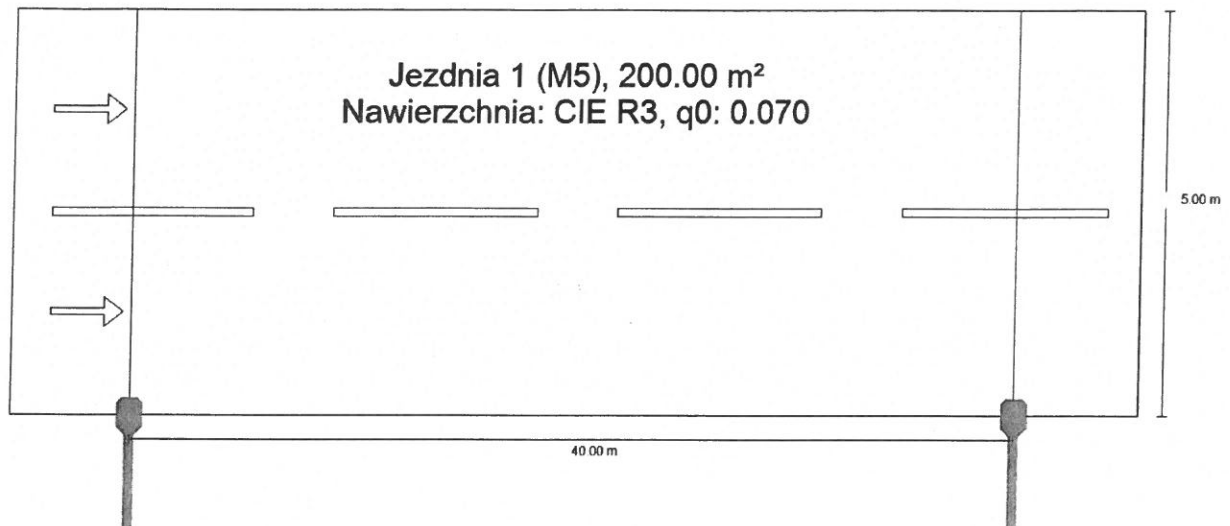 Jezdnia 1 (M5), 200.00 m²
Nawierzchnia: CIE R3, q0: 0.070
5.00 m
40.00 m